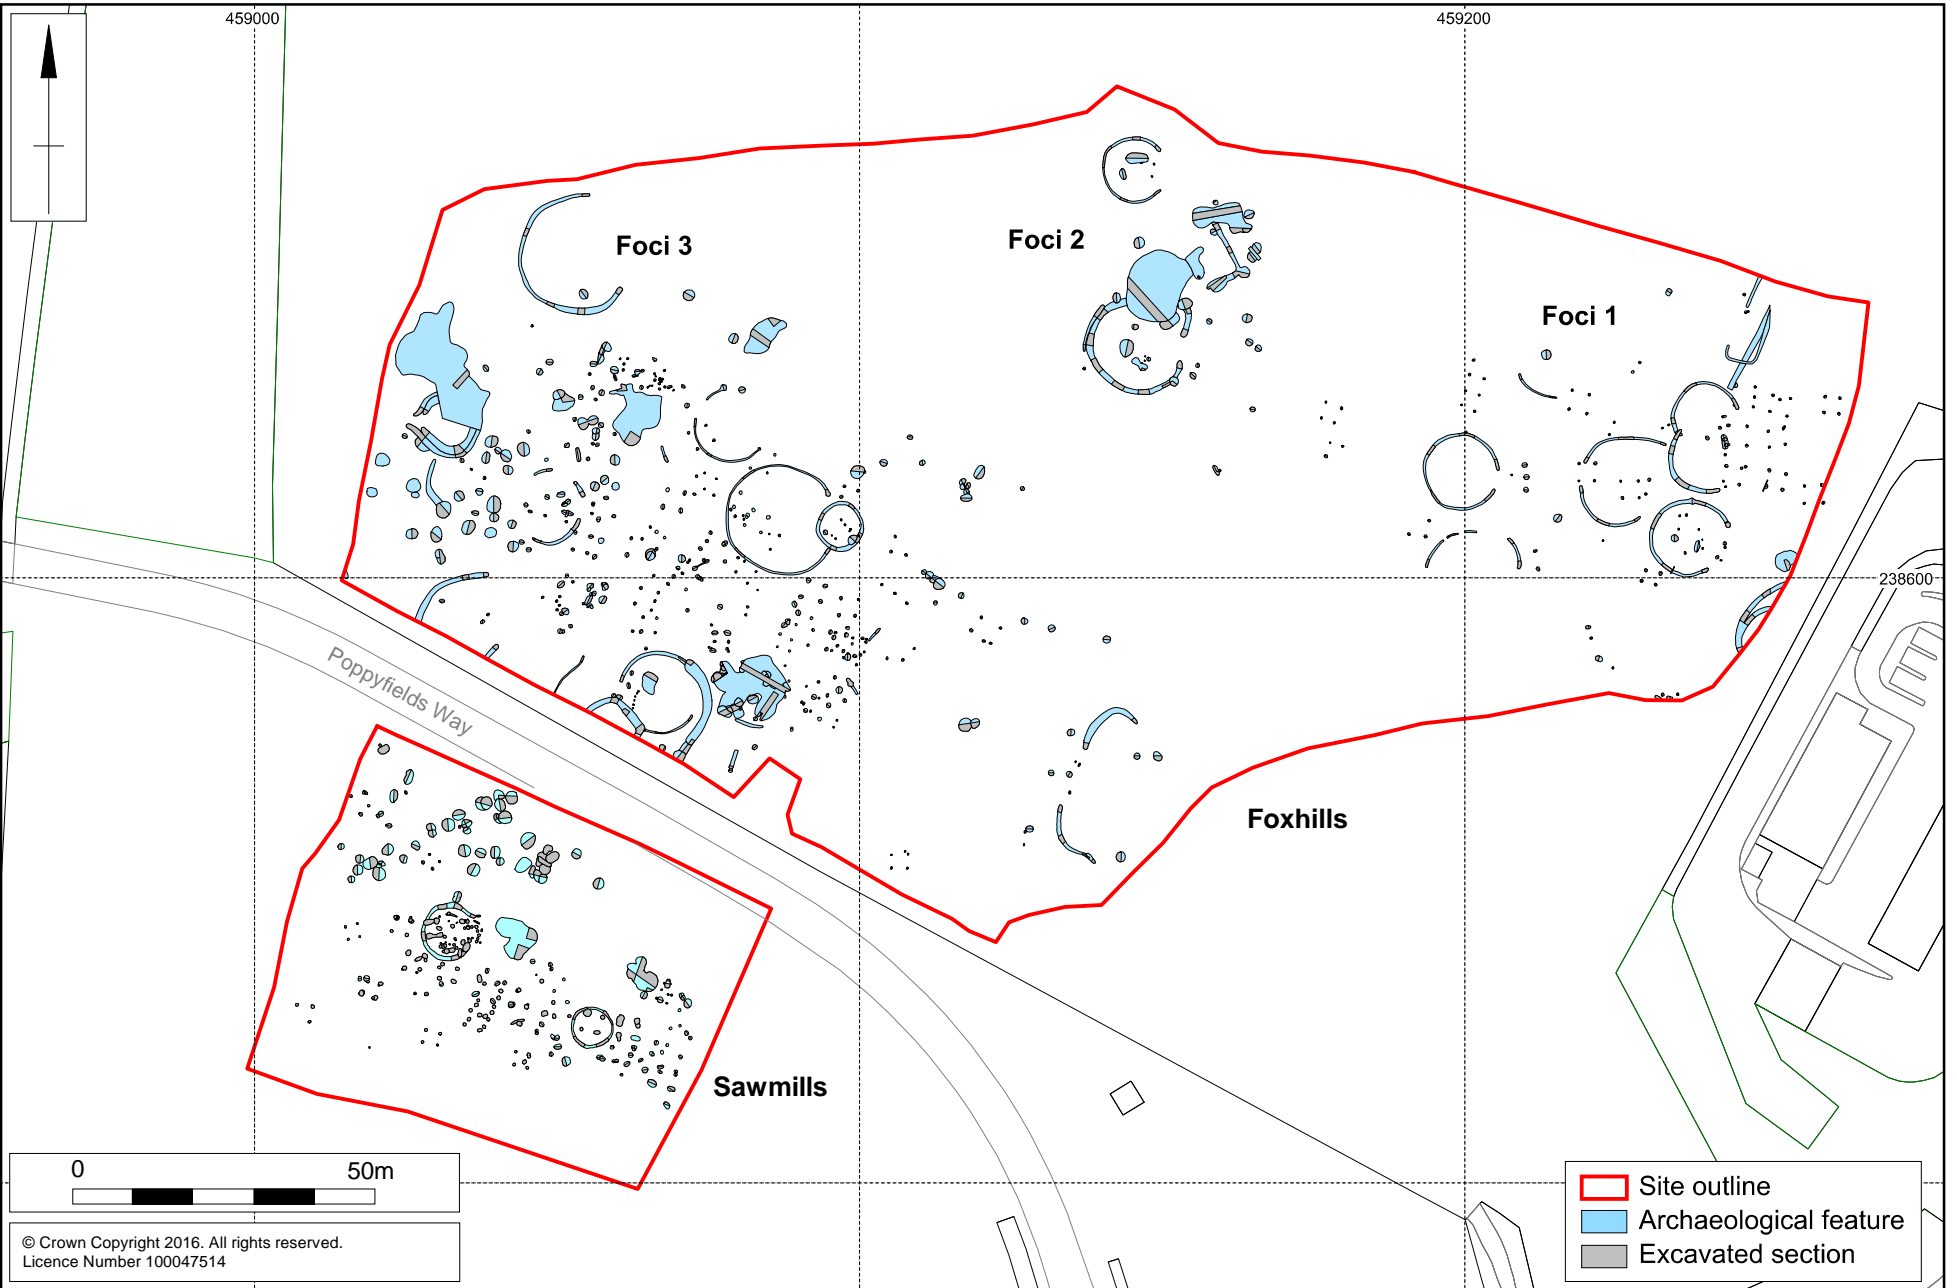 459000
459200
Foci 3
Foci 2
Foci 1
238600
Poppyfields Way
Foxhills
Sawmills
0 50m
© Crown Copyright 2016. All rights reserved.
Licence Number 100047514
Site outline
Archaeological feature
Excavated section